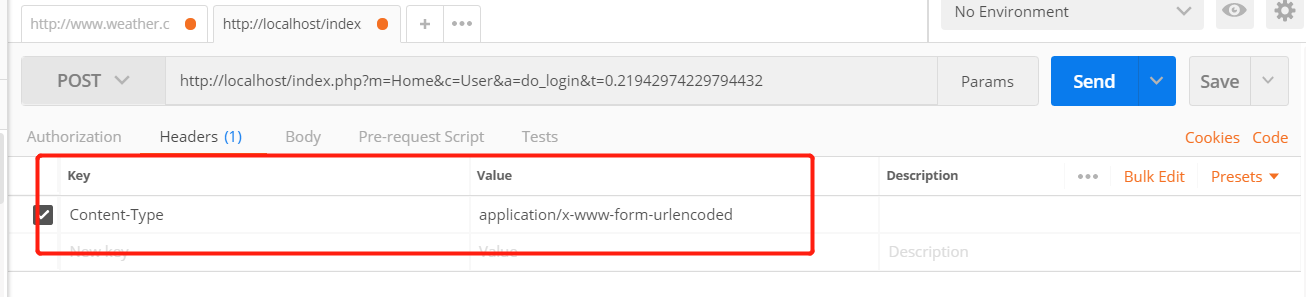 http://www.weather.c http://localhost/index + ••• No Environment
POST http://localhost/index.php?m=Home&c=User&a=do_login&t=0.21942974229794432 Params Send Save
Authorization Headers (1) Body Pre-request Script Tests Cookies Code
Key Value Description ••• Bulk Edit Presets
Content-Type application/x-www-form-urlencoded
New key Value Description